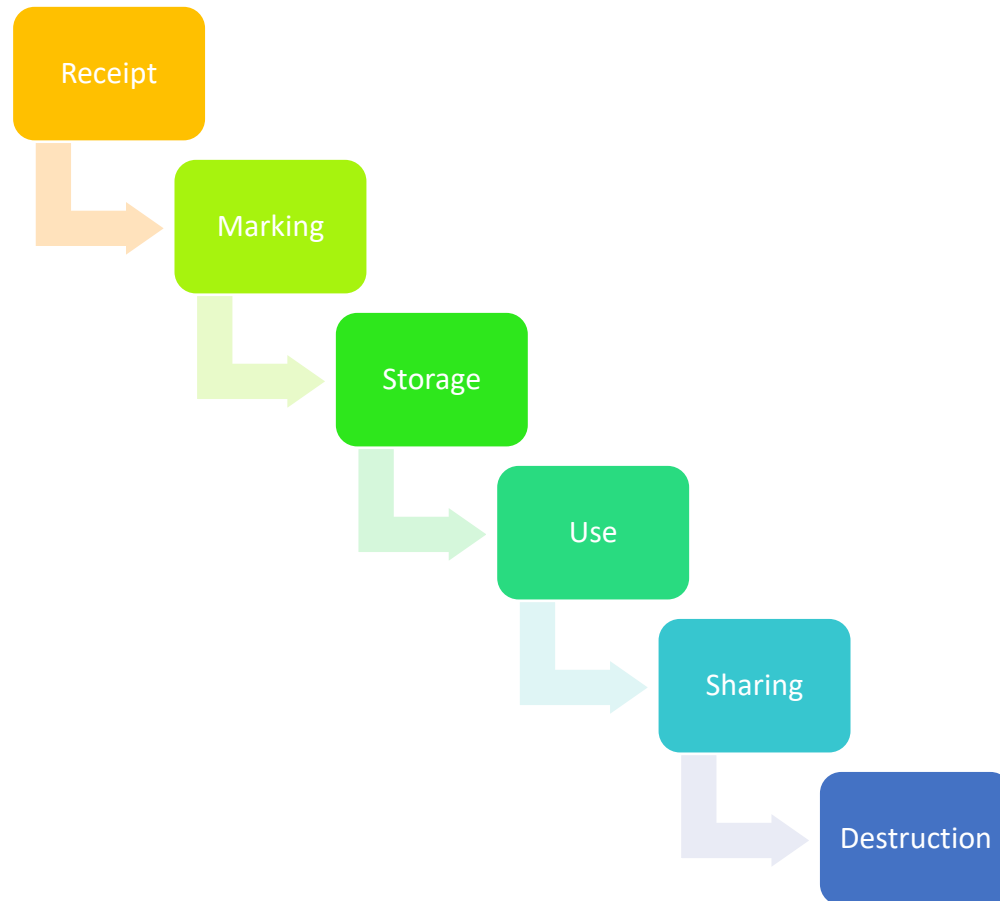 Receipt
Marking
Storage
Use
Sharing
Destruction